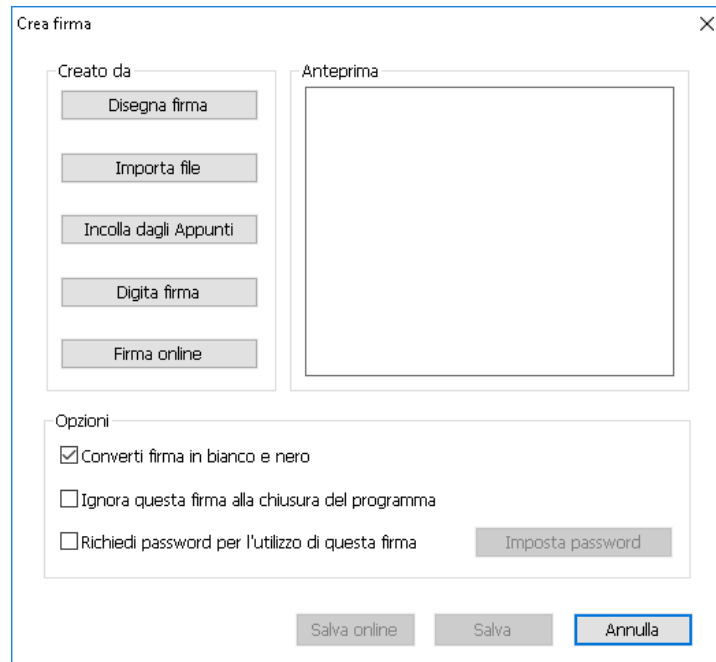 Crea firma
Creato da
Disegna firma
Importa file
Incolla dagli Appunti
Digita firma
Firma online
Anteprima
Opzioni
Converti firma in bianco e nero
Ignora questa firma alla chiusura del programma
Richiedi password per l'utilizzo di questa firma
Imposta password
Salva online
Salva
Annulla